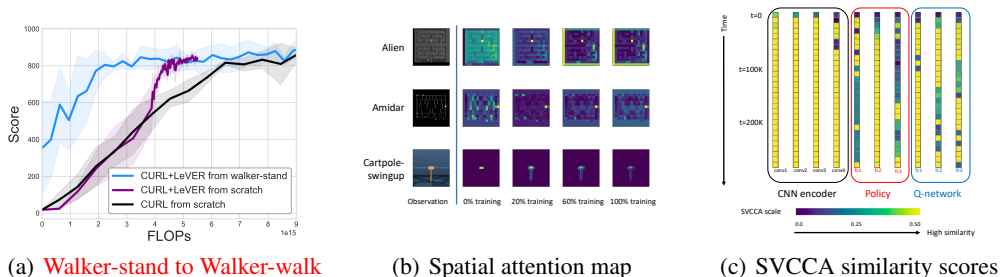 1000
800
600
400
200
0
Score
0 1 2 3 4 5 6 7 8 9
1e15
FLOPs
CURL+LeVER from walker-stand
CURL+LeVER from scratch
CURL from scratch
(a) Walker-stand to Walker-walk
Alien
Amidar
Cartpole-
swingup
Observation 0% training 20% training 60% training 100% training
(b) Spatial attention map
t=0
t=100K
t=200K
Time
conv1 conv2 conv3 conv4 fc1 fc2 fc3 fc1 fc2 fc3
CNN encoder Policy Q-network
SVCCA scale
0.0 0.25 0.50
High similarity
(c) SVCCA similarity scores